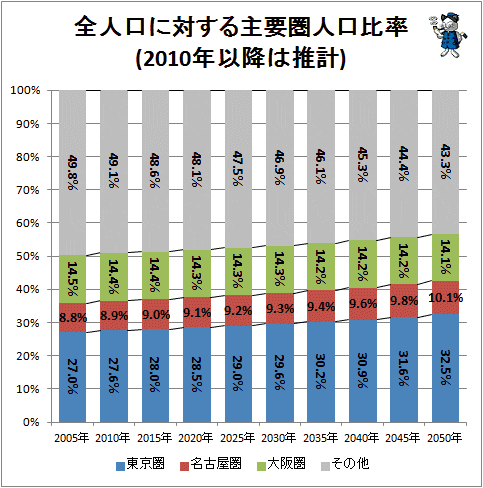 全人口に対する主要圏人口比率
(2010年以降は推計)
100%
90%
80%
70%
60%
50%
40%
30%
20%
10%
0%
49.8% 49.1% 48.6% 48.1% 47.5% 46.9% 46.1% 45.3% 44.4% 43.3%
14.5% 14.4% 14.4% 14.3% 14.3% 14.3% 14.2% 14.2% 14.2% 14.1%
8.8% 8.9% 9.0% 9.1% 9.2% 9.3% 9.4% 9.6% 9.8% 10.1%
27.0% 27.6% 28.0% 28.5% 29.0% 29.6% 30.2% 30.9% 31.6% 32.5%
2005年 2010年 2015年 2020年 2025年 2030年 2035年 2040年 2045年 2050年
東京圏 名古屋圏 大阪圏 その他